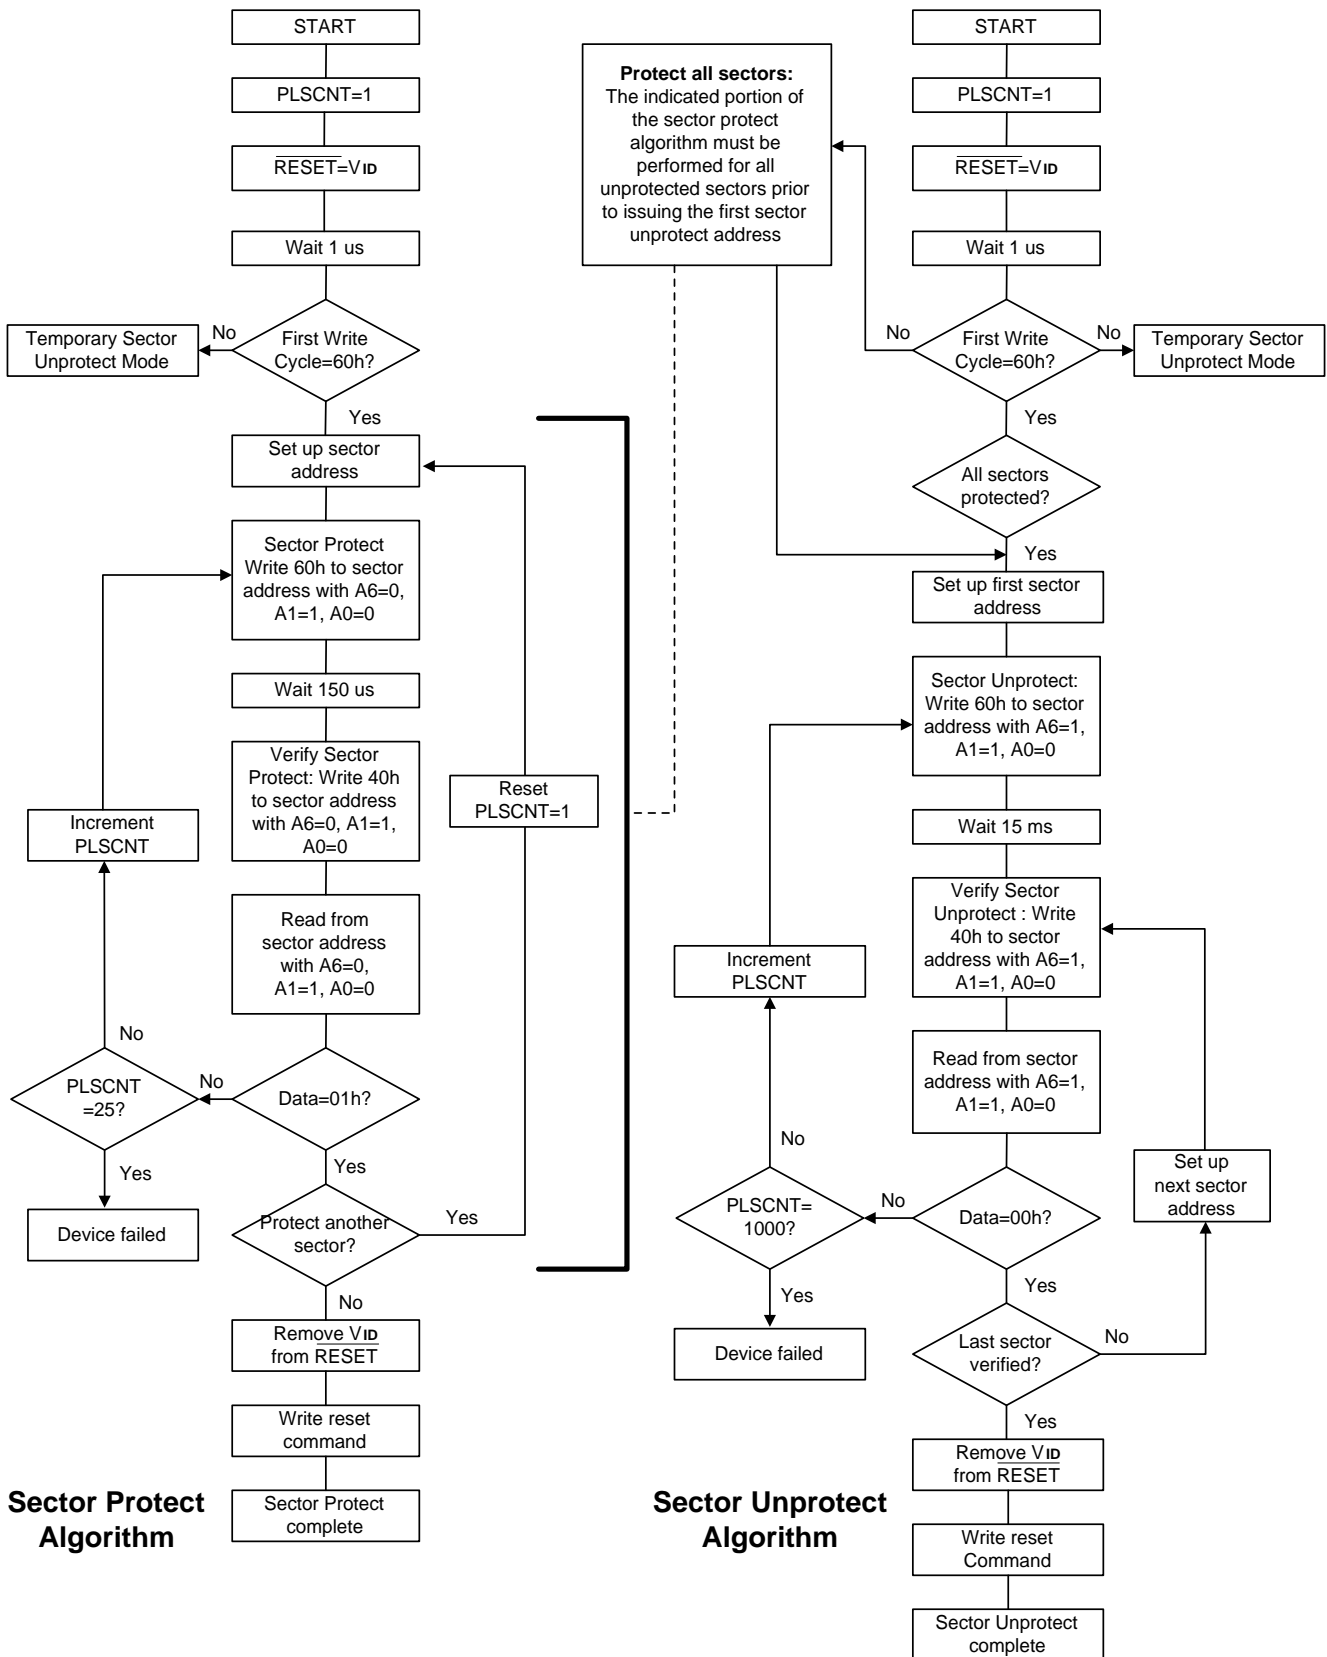 START
PLSCNT=1
RESET=VID
Wait 1 us
First Write
Cycle=60h?
No
Temporary Sector
Unprotect Mode
Yes
Set up sector
address
Sector Protect
Write 60h to sector
address with A6=0,
A1=1, A0=0
Wait 150 us
Verify Sector
Protect: Write 40h
to sector address
with A6=0, A1=1,
A0=0
Reset
PLSCNT=1
Increment
PLSCNT
Read from
sector address
with A6=0,
A1=1, A0=0
No
PLSCNT
=25?
No
Data=01h?
Yes
Yes
Device failed
Protect another
sector?
Yes
No
Remove VID
from RESET
Write reset
command
Sector Protect
complete
Sector Protect
Algorithm
Protect all sectors:
The indicated portion of
the sector protect
algorithm must be
performed for all
unprotected sectors prior
to issuing the first sector
unprotect address
START
PLSCNT=1
RESET=VID
Wait 1 us
No
First Write
Cycle=60h?
No
Temporary Sector
Unprotect Mode
Yes
All sectors
protected?
Yes
Set up first sector
address
Sector Unprotect:
Write 60h to sector
address with A6=1,
A1=1, A0=0
Wait 15 ms
Verify Sector
Unprotect : Write
40h to sector
address with A6=1,
A1=1, A0=0
Increment
PLSCNT
Read from sector
address with A6=1,
A1=1, A0=0
No
Set up
next sector
address
PLSCNT=
1000?
No
Data=00h?
Yes
Yes
Device failed
Last sector
verified?
No
Yes
Remove VID
from RESET
Write reset
Command
Sector Unprotect
complete
Sector Unprotect
Algorithm